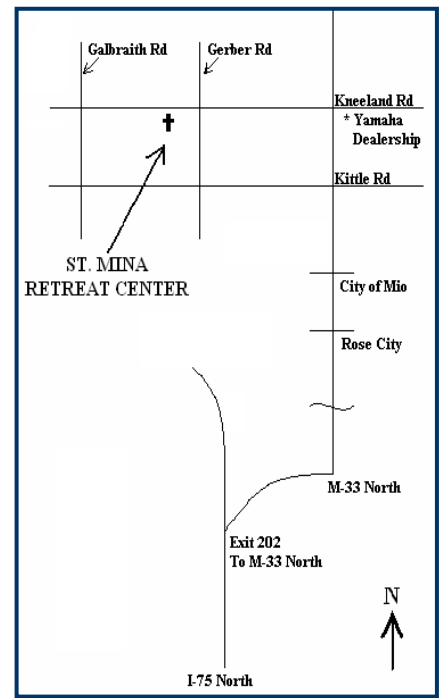 Galbraith Rd
Gerber Rd
Kneeland Rd
* Yamaha
Dealership
Kittle Rd
ST. MINA
RETREAT CENTER
City of Mio
Rose City
M-33 North
Exit 202
To M-33 North
N
I-75 North